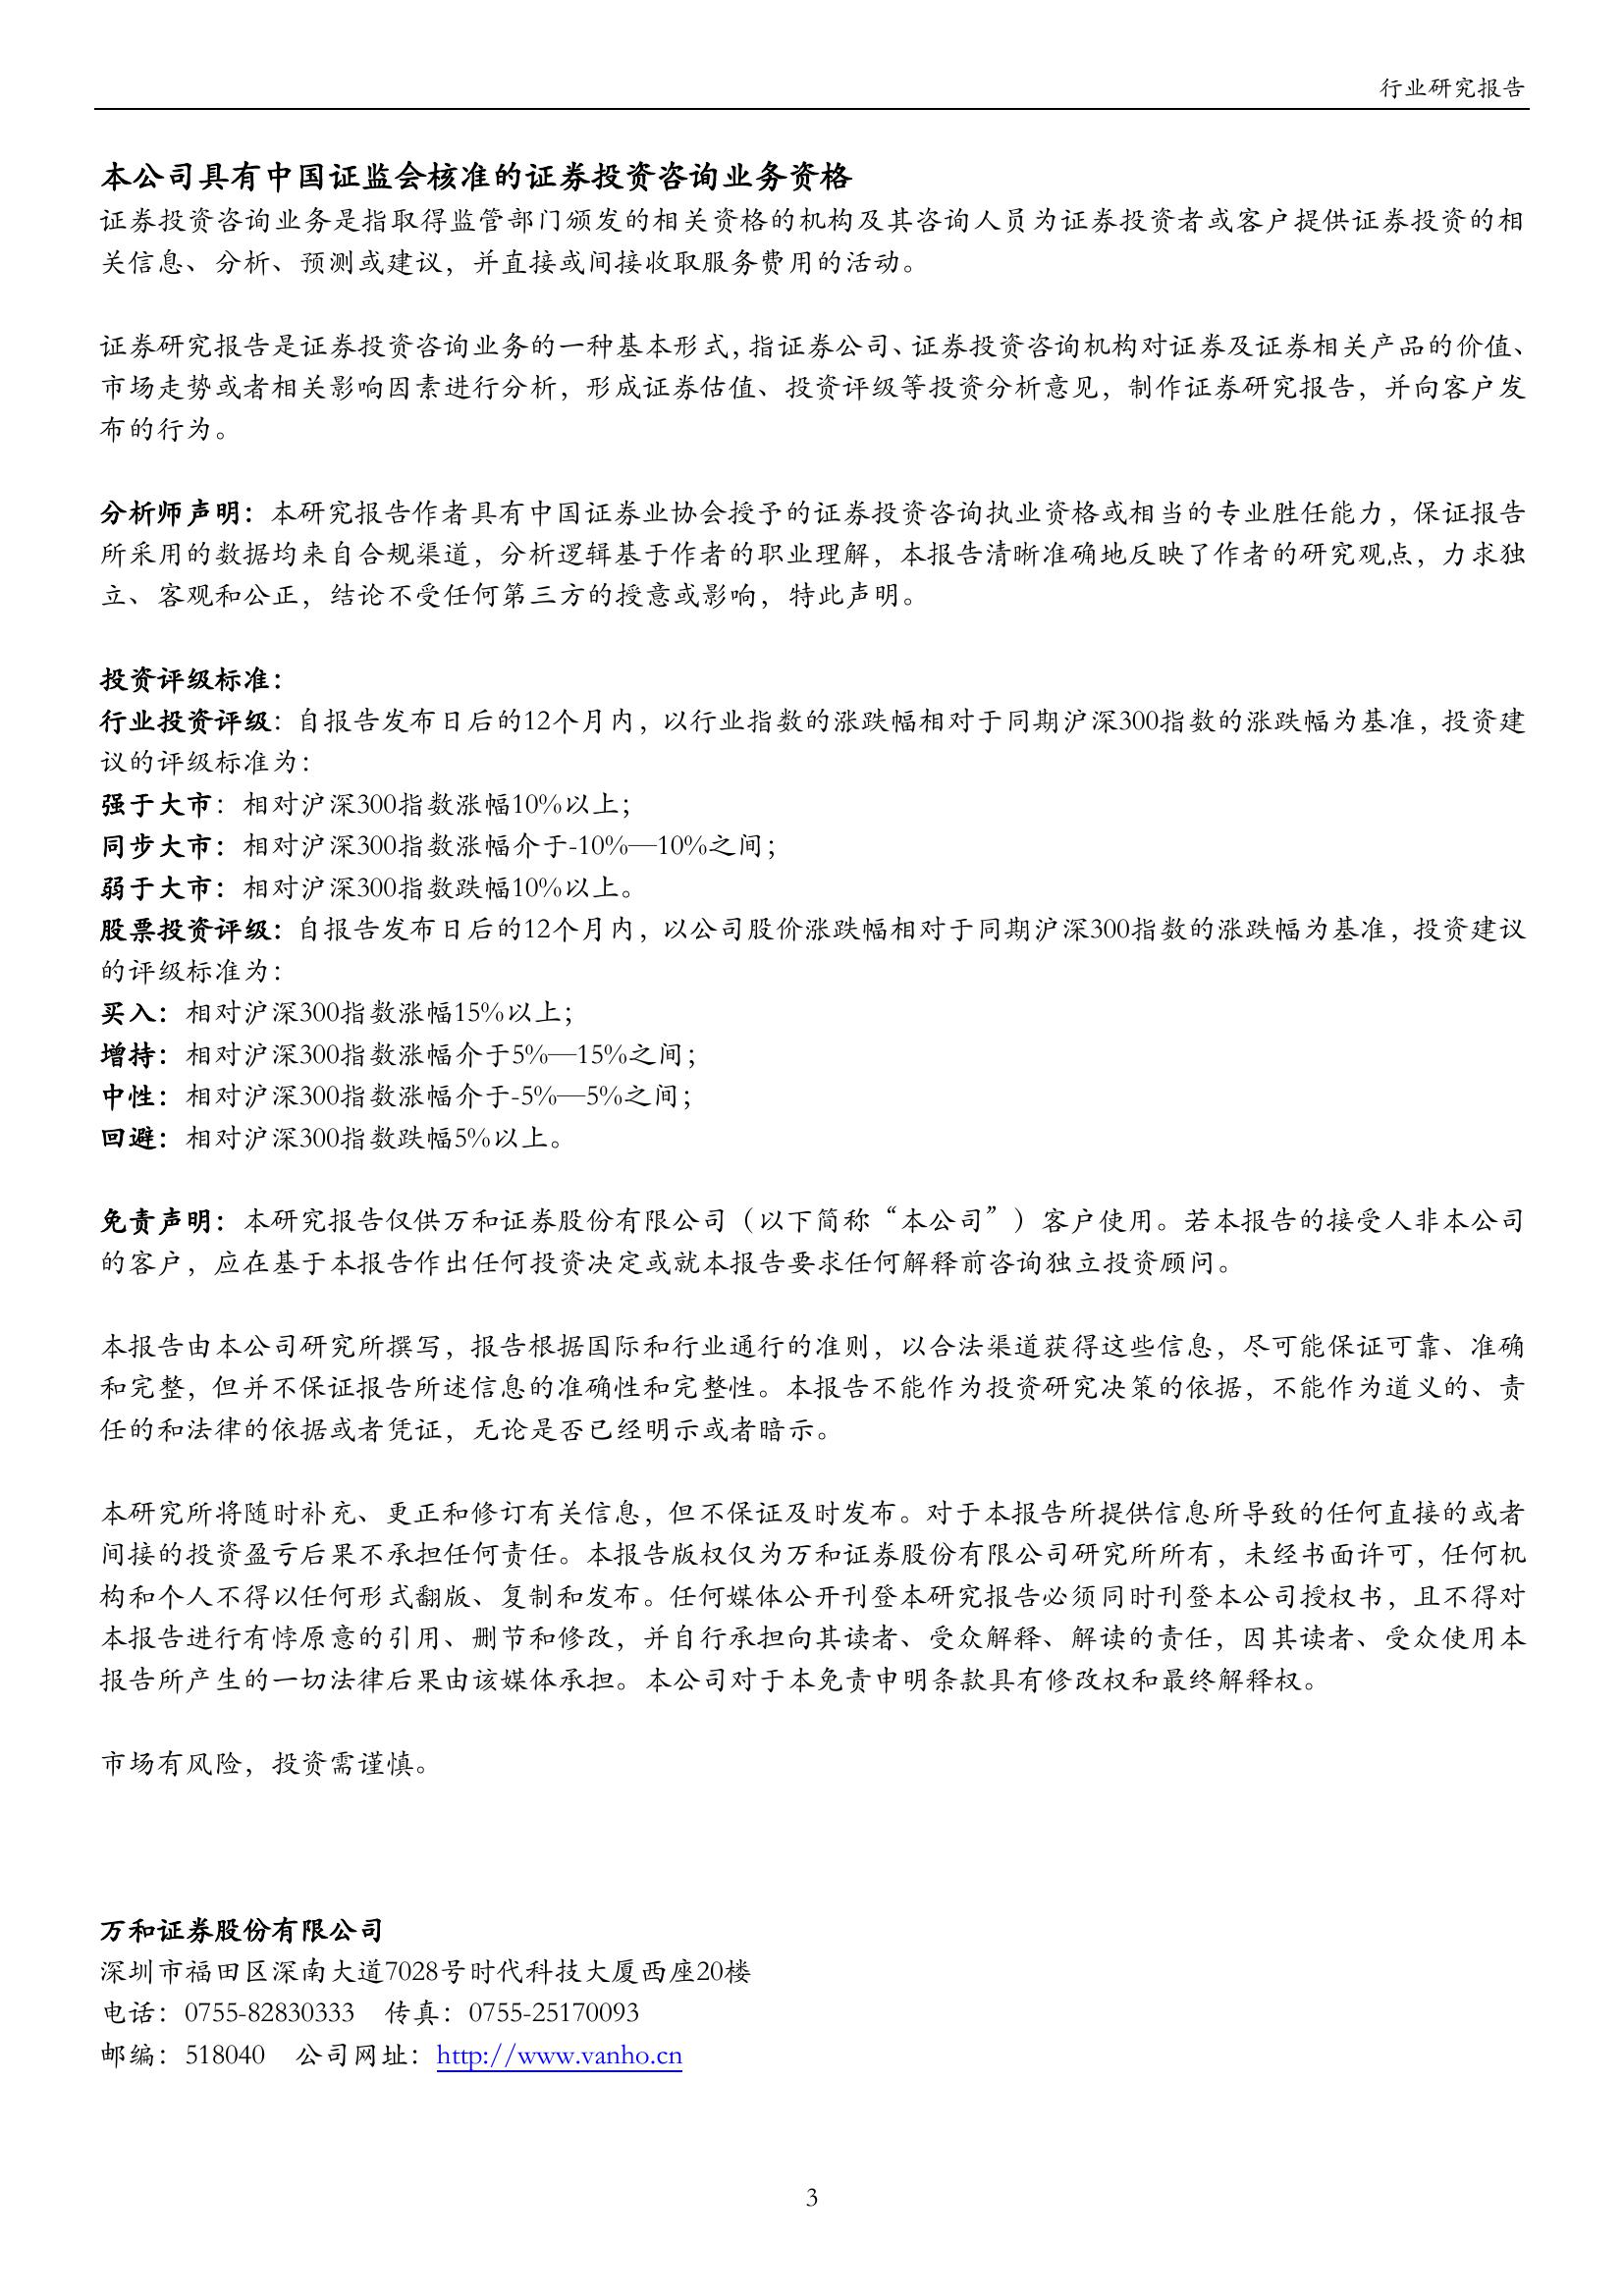 行业研究报告
本公司具有中国证监会核准的证券投资咨询业务资格
证券投资咨询业务是指取得监管部门颁发的相关资格的机构及其咨询人员为证券投资者或客户提供证券投资的相
关信息、分析、预测或建议，并直接或间接收取服务费用的活动。
证券研究报告是证券投资咨询业务的一种基本形式，指证券公司、证券投资咨询机构对证券及证券相关产品的价值、
市场走势或者相关影响因素进行分析，形成证券估值、投资评级等投资分析意见，制作证券研究报告，并向客户发
布的行为。
分析师声明：本研究报告作者具有中国证券业协会授予的证券投资咨询执业资格或相当的专业胜任能力，保证报告
所采用的数据均来自合规渠道，分析逻辑基于作者的职业理解，本报告清晰准确地反映了作者的研究观点，力求独
立、客观和公正，结论不受任何第三方的授意或影响，特此声明。
投资评级标准：
行业投资评级：自报告发布日后的12个月内，以行业指数的涨跌幅相对于同期沪深300指数的涨跌幅为基准，投资建
议的评级标准为：
强于大市：相对沪深300指数涨幅10%以上；
同步大市：相对沪深300指数涨幅介于-10%—10%之间；
弱于大市：相对沪深300指数跌幅10%以上。
股票投资评级：自报告发布日后的12个月内，以公司股价涨跌幅相对于同期沪深300指数的涨跌幅为基准，投资建议
的评级标准为：
买入：相对沪深300指数涨幅15%以上；
增持：相对沪深300指数涨幅介于5%—15%之间；
中性：相对沪深300指数涨幅介于-5%—5%之间；
回避：相对沪深300指数跌幅5%以上。
免责声明：本研究报告仅供万和证券股份有限公司（以下简称“本公司”）客户使用。若本报告的接受人非本公司
的客户，应在基于本报告作出任何投资决定或就本报告要求任何解释前咨询独立投资顾问。
本报告由本公司研究所撰写，报告根据国际和行业通行的准则，以合法渠道获得这些信息，尽可能保证可靠、准确
和完整，但并不保证报告所述信息的准确性和完整性。本报告不能作为投资研究决策的依据，不能作为道义的、责
任的和法律的依据或者凭证，无论是否已经明示或者暗示。
本研究所将随时补充、更正和修订有关信息，但不保证及时发布。对于本报告所提供信息所导致的任何直接的或者
间接的投资盈亏后果不承担任何责任。本报告版权仅为万和证券股份有限公司研究所所有，未经书面许可，任何机
构和个人不得以任何形式翻版、复制和发布。任何媒体公开刊登本研究报告必须同时刊登本公司授权书，且不得对
本报告进行有悖原意的引用、删节和修改，并自行承担向其读者、受众解释、解读的责任，因其读者、受众使用本
报告所产生的一切法律后果由该媒体承担。本公司对于本免责申明条款具有修改权和最终解释权。
市场有风险，投资需谨慎。
万和证券股份有限公司
深圳市福田区深南大道7028号时代科技大厦西座20楼
电话：0755-82830333 传真：0755-25170093
邮编：518040 公司网址：http://www.vanho.cn
3